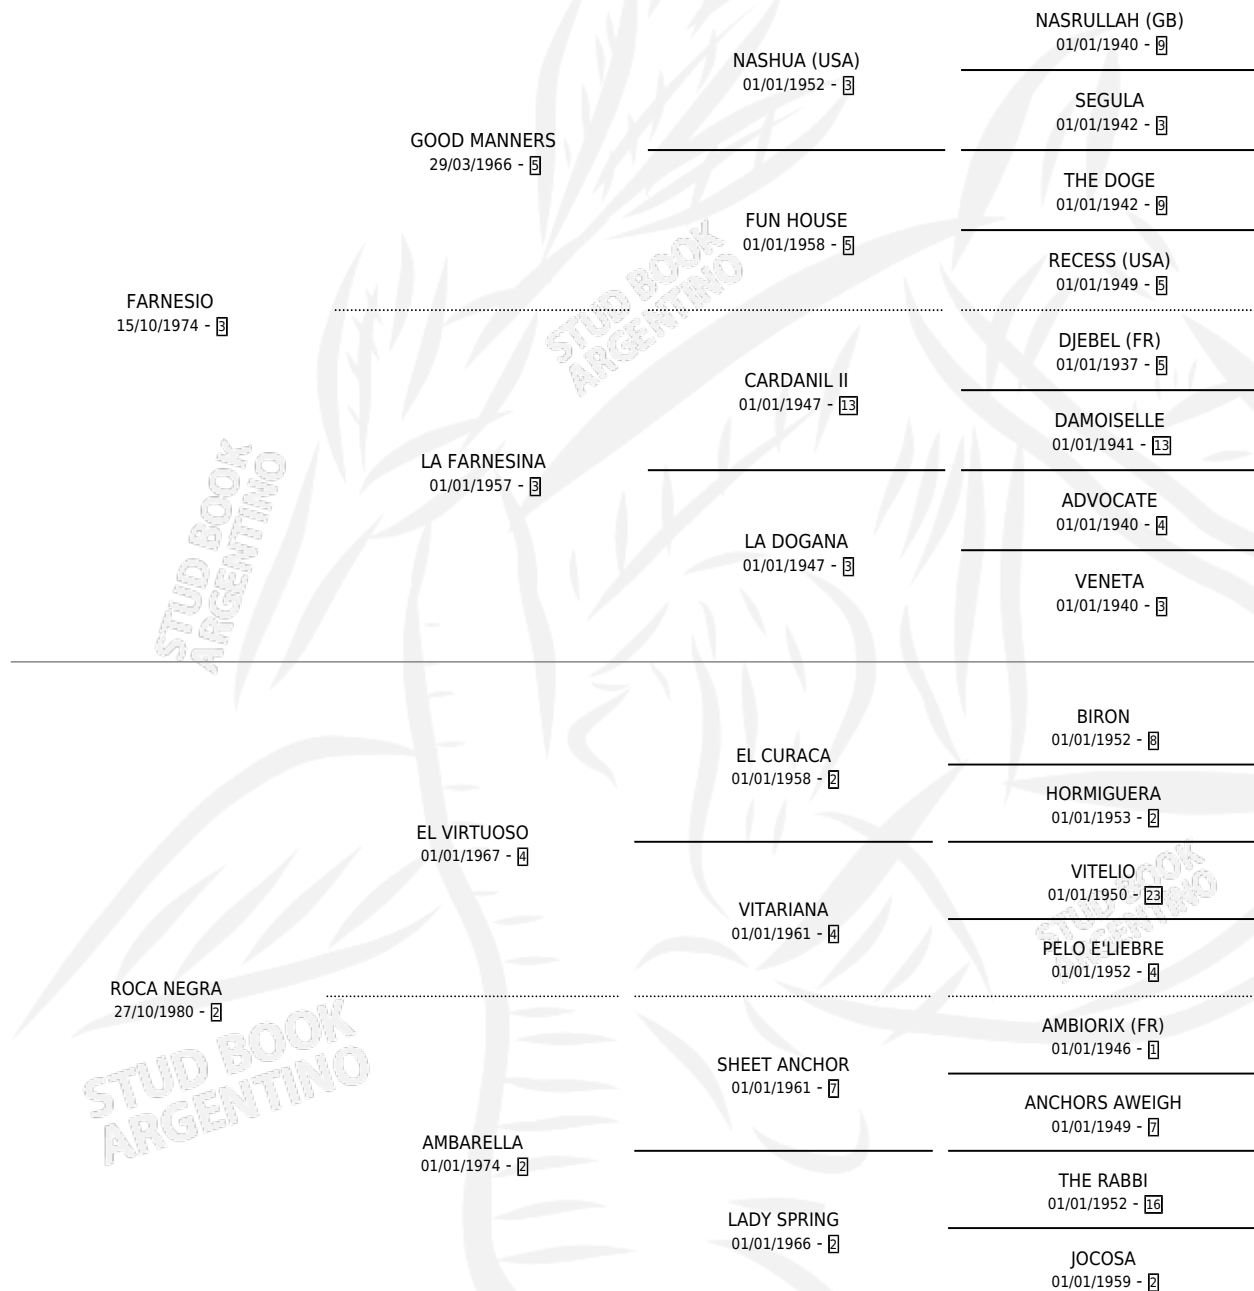 NASRULLAH (GB)
01/01/1940 - 9
NASHUA (USA)
01/01/1952 - 3
SEGULA
01/01/1942 - 3
GOOD MANNERS
29/03/1966 - 5
THE DOGE
01/01/1942 - 9
FUN HOUSE
01/01/1958 - 5
RECESS (USA)
01/01/1949 - 5
FARNESIO
15/10/1974 - 3
DJEBEL (FR)
01/01/1937 - 5
CARDANIL II
01/01/1947 - 13
DAMOISELLE
01/01/1941 - 13
LA FARNESINA
01/01/1957 - 3
ADVOCATE
01/01/1940 - 4
LA DOGANA
01/01/1947 - 3
VENETA
01/01/1940 - 3
BIRON
01/01/1952 - 8
EL CURACA
01/01/1958 - 2
HORMIGUERA
01/01/1953 - 2
EL VIRTUOSO
01/01/1967 - 4
VITELIO
01/01/1950 - 23
VITARIANA
01/01/1961 - 4
PELO E'LIEBRE
01/01/1952 - 4
ROCA NEGRA
27/10/1980 - 2
AMBIORIX (FR)
01/01/1946 - 1
SHEET ANCHOR
01/01/1961 - 7
ANCHORS AWEIGH
01/01/1949 - 7
AMBARELLA
01/01/1974 - 2
THE RABBI
01/01/1952 - 16
LADY SPRING
01/01/1966 - 2
JOCOSA
01/01/1959 - 2
STUD BOOK
ARGENTINO
STUD BOOK
ARGENTINO
STUD BOOK
ARGENTINO
STUD BOOK
ARGENTINO